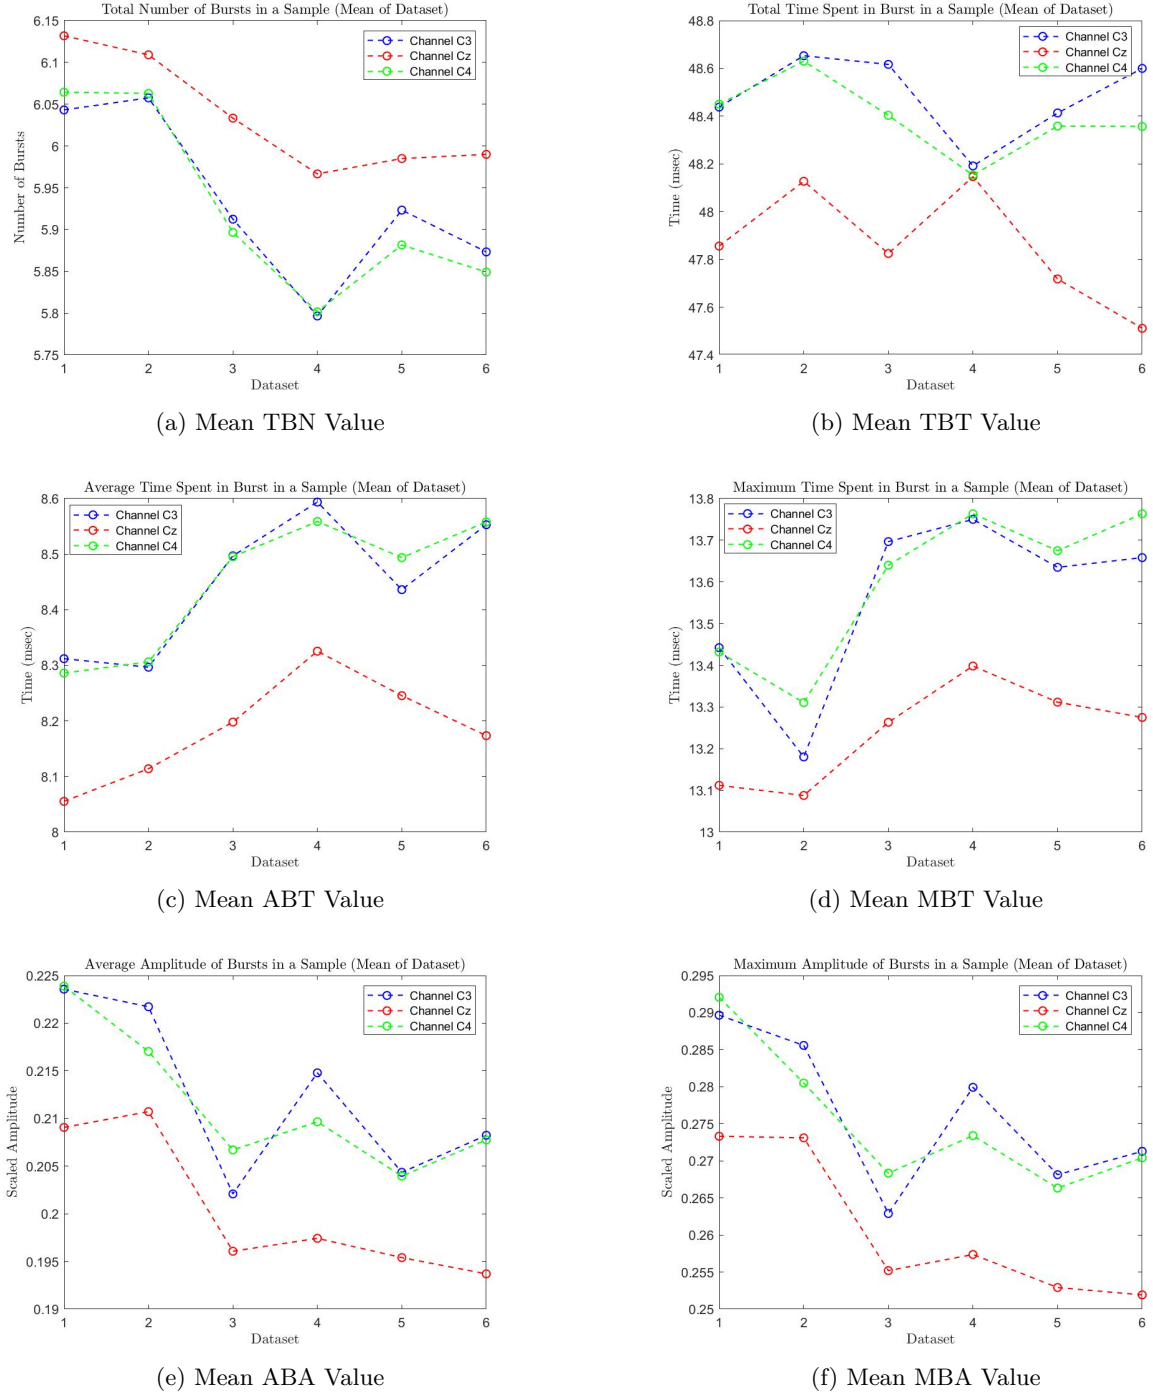 Total Number of Bursts in a Sample (Mean of Dataset)
6.15
6.1
6.05
6
5.95
5.9
5.85
5.8
5.75
Number of Bursts
Channel C3
Channel Cz
Channel C4
1 2 3 4 5 6
Dataset
(a) Mean TBN Value
Total Time Spent in Burst in a Sample (Mean of Dataset)
48.8
48.6
48.4
48.2
48
47.8
47.6
47.4
Time (msec)
Channel C3
Channel Cz
Channel C4
1 2 3 4 5 6
Dataset
(b) Mean TBT Value
Average Time Spent in Burst in a Sample (Mean of Dataset)
8.6
8.5
8.4
8.3
8.2
8.1
8
Time (msec)
Channel C3
Channel Cz
Channel C4
1 2 3 4 5 6
Dataset
(c) Mean ABT Value
Maximum Time Spent in Burst in a Sample (Mean of Dataset)
13.8
13.7
13.6
13.5
13.4
13.3
13.2
13.1
13
Time (msec)
Channel C3
Channel Cz
Channel C4
1 2 3 4 5 6
Dataset
(d) Mean MBT Value
Average Amplitude of Bursts in a Sample (Mean of Dataset)
0.225
0.22
0.215
0.21
0.205
0.2
0.195
0.19
Scaled Amplitude
Channel C3
Channel Cz
Channel C4
1 2 3 4 5 6
Dataset
(e) Mean ABA Value
Maximum Amplitude of Bursts in a Sample (Mean of Dataset)
0.295
0.29
0.285
0.28
0.275
0.27
0.265
0.26
0.255
0.25
Scaled Amplitude
Channel C3
Channel Cz
Channel C4
1 2 3 4 5 6
Dataset
(f) Mean MBA Value